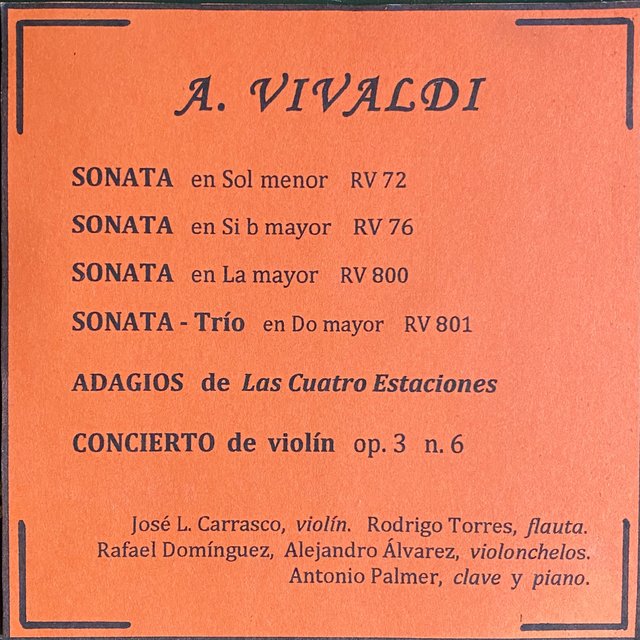 A. VIVALDI
SONATA en Sol menor RV 72
SONATA en Si b mayor RV 76
SONATA en La mayor RV 800
SONATA - Trío en Do mayor RV 801
ADAGIOS de Las Cuatro Estaciones
CONCIERTO de violín op. 3 n. 6
José L. Carrasco, violín. Rodrigo Torres, flauta.
Rafael Domínguez, Alejandro Álvarez, violonchelos.
Antonio Palmer, clave y piano.